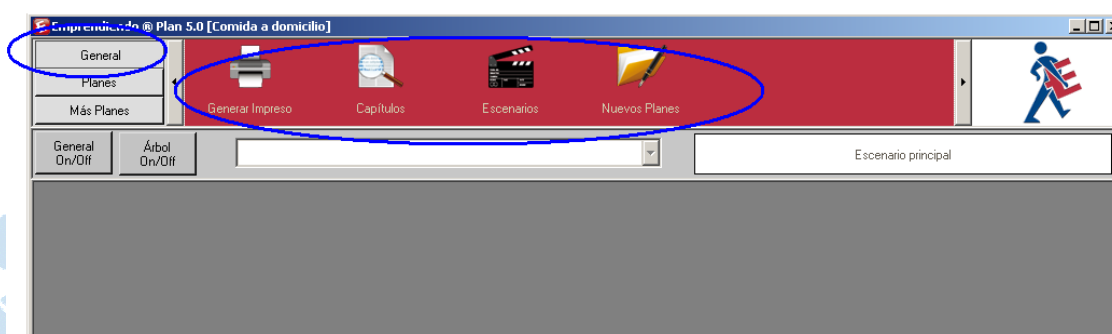 Emprendiendo ® Plan 5.0 [Comida a domicilio]
General
Planes
Más Planes
Generar Impreso
Capítulos
Escenarios
Nuevos Planes
General
On/Off
Árbol
On/Off
Escenario principal